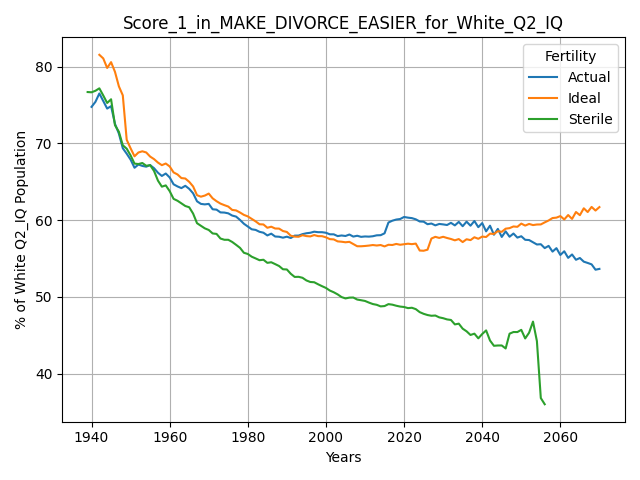 Score_1_in_MAKE_DIVORCE_EASIER_for_White_Q2_IQ
Fertility
Actual
Ideal
Sterile
% of White Q2_IQ Population
80
70
60
50
40
1940
1960
1980
2000
2020
2040
2060
Years